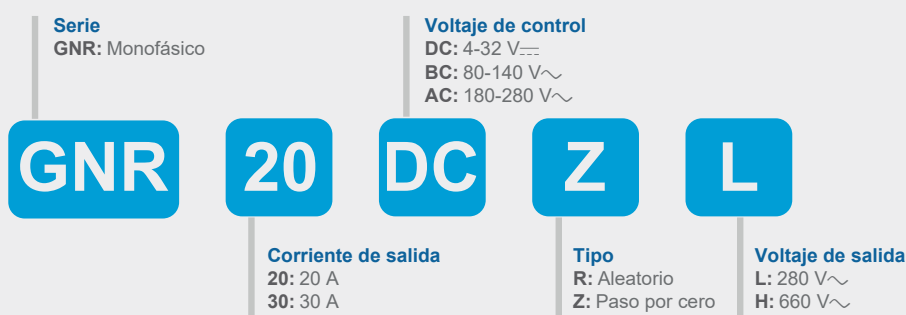 Serie
GNR: Monofásico
Voltaje de control
DC: 4-32 V⎓
BC: 80-140 V∿
AC: 180-280 V∿
GNR 20 DC Z L
Corriente de salida
20: 20 A
30: 30 A
Tipo
R: Aleatorio
Z: Paso por cero
Voltaje de salida
L: 280 V∿
H: 660 V∿